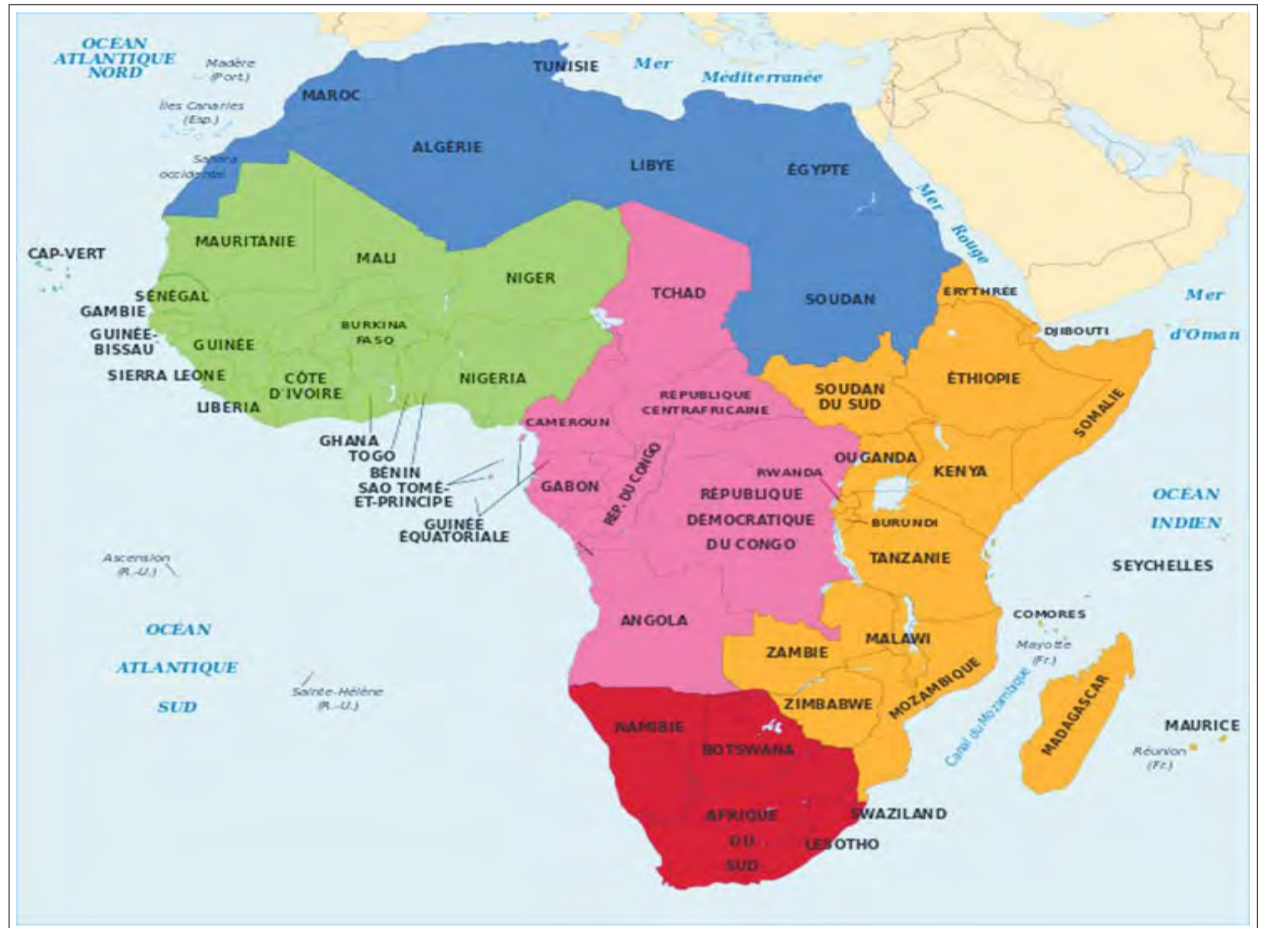 OCÉAN
ATLANTIQUE
NORD
Madère
(Port.)
TUNISIE
Mer
Méditerranée
MAROC
Îles Canaries
(Esp.)
ALGÉRIE
Sahara
occidental
LIBYE
ÉGYPTE
Mer
Rouge
MAURITANIE
CAP-VERT
MALI
NIGER
TCHAD
SOUDAN
ÉRYTHRÉE
Mer
d'Oman
SÉNÉGAL
GAMBIE
GUINÉE-
BISSAU
BURKINA
FASO
DJIBOUTI
GUINÉE
SIERRA LEONE
CÔTE
D'IVOIRE
NIGERIA
ÉTHIOPIE
SOUDAN
DU SUD
RÉPUBLIQUE
CENTRAFRICAINE
SOMALIE
LIBERIA
CAMEROUN
GHANA
TOGO
BÉNIN
SAO TOMÉ-
ET-PRINCIPE
GUINÉE
ÉQUATORIALE
GABON
RÉP. DU CONGO
OUGANDA
KENYA
RWANDA
RÉPUBLIQUE
DÉMOCRATIQUE
DU CONGO
BURUNDI
TANZANIE
OCÉAN
INDIEN
SEYCHELLES
Ascension
(R.-U.)
OCÉAN
ATLANTIQUE
SUD
ANGOLA
COMORES
Mayotte
(Fr.)
MALAWI
ZAMBIE
Sainte-Hélène
(R.-U.)
MOZAMBIQUE
Canal du Mozambique
MADAGASCAR
ZIMBABWE
NAMIBIE
BOTSWANA
MAURICE
Réunion
(Fr.)
SWAZILAND
AFRIQUE
DU
SUD
LESOTHO